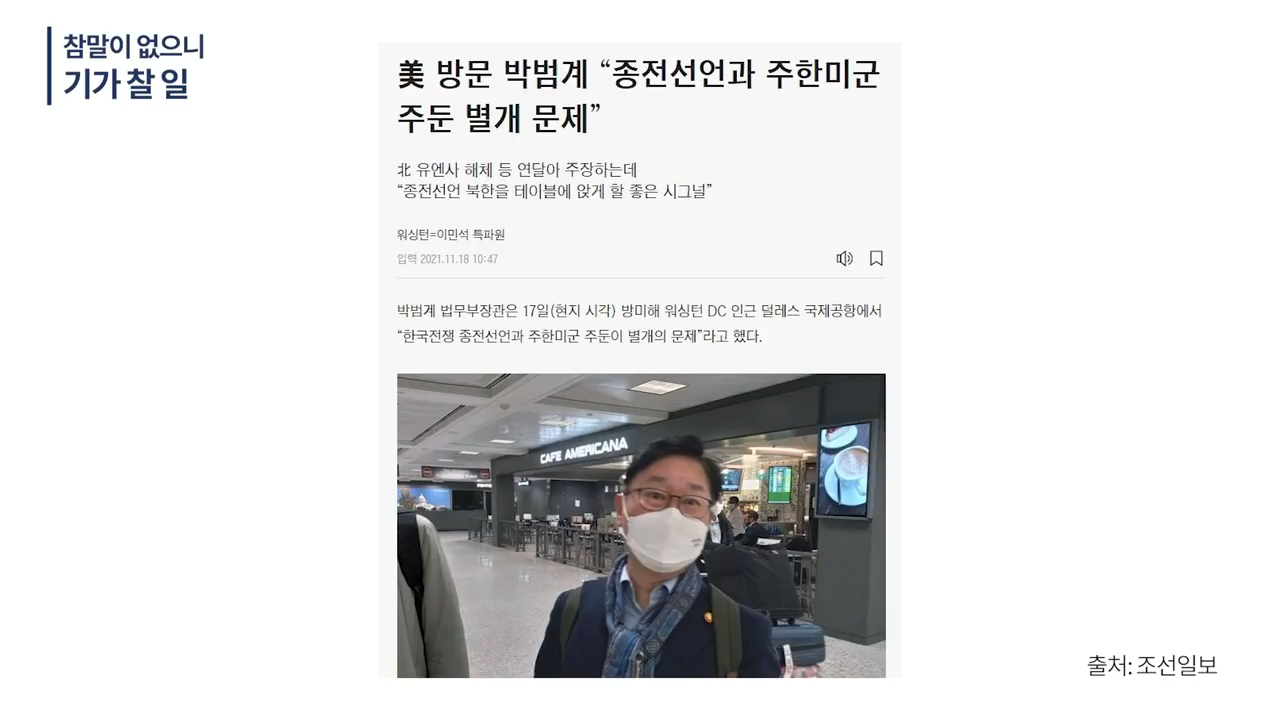 참말이 없으니
기가 찰 일
美 방문 박범계 “종전선언과 주한미군
주둔 별개 문제”
北 유엔사 해체 등 연달아 주장하는데
“종전선언 북한을 테이블에 앉게 할 좋은 시그널”
워싱턴=이민석 특파원
입력 2021.11.18 10:47
박범계 법무부장관은 17일(현지 시각) 방미해 워싱턴 DC 인근 덜레스 국제공항에서
“한국전쟁 종전선언과 주한미군 주둔이 별개의 문제”라고 했다.
CAFE AMERICANA
출처: 조선일보